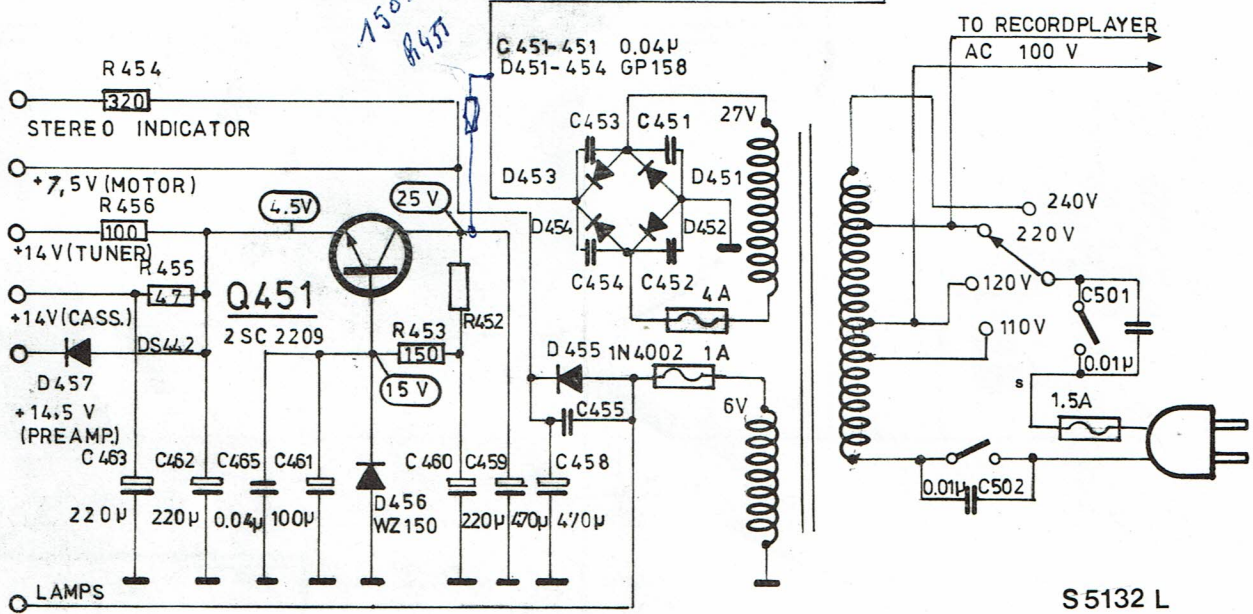 150
R455
C451-451 0.04µ
D451-454 GP158
TO RECORDPLAYER
AC 100 V
R454
320
STEREO INDICATOR
C453 C451
27V
D453
D451
+7,5V(MOTOR)
R456
4.5V
25 V
100
D454
D452
240V
220V
+14V(TUNER)
R455
47
Q451
2SC 2209
C454
C452
4A
120V
C501
R453
150
R452
110V
+14V(CASS.)
DS442
15 V
D455 1N4002 1A
0.01µ
D457
C455
6V
s
1.5A
+14,5 V
(PREAMP.)
C463 C462 C465 C461
C460 C459 C458
D456
WZ150
220µ 220µ 0.04µ 100µ
220µ 470µ 470µ
0.01µ C502
LAMPS
S5132 L